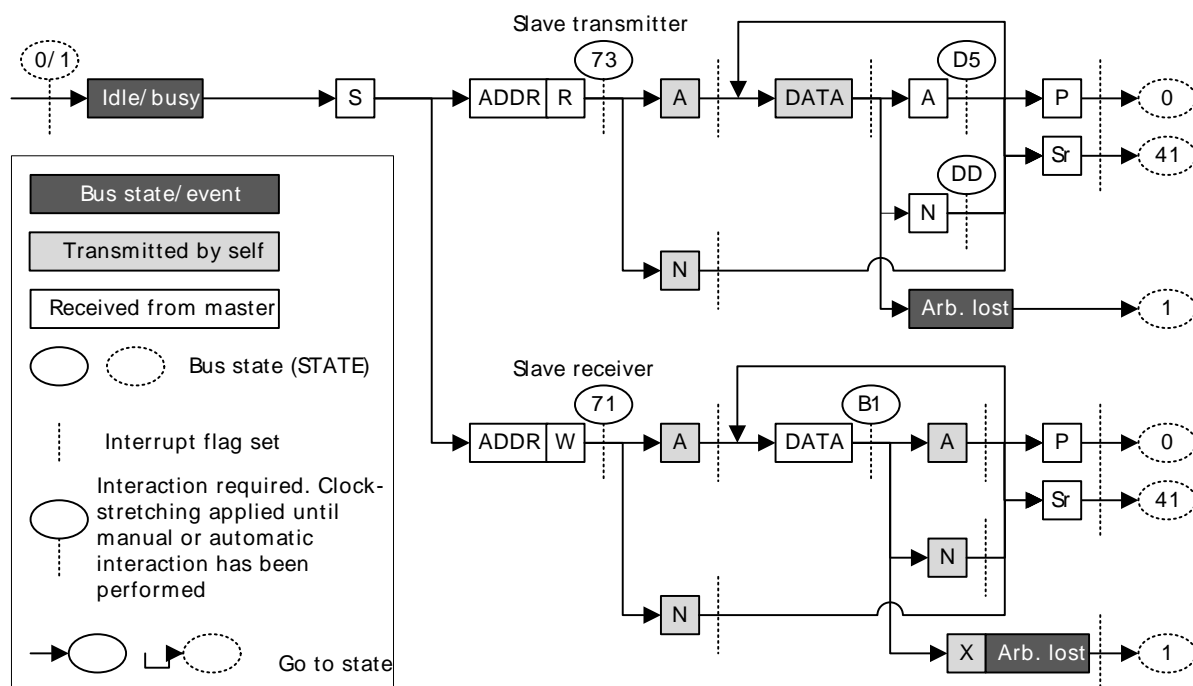 Slave transmitter
0/1
73
D5
Idle/busy
S
ADDR
R
A
DATA
A
P
0
Sr
41
DD
N
N
Arb. lost
1
Bus state/event
Transmitted by self
Received from master
Bus state (STATE)
Interrupt flag set
Interaction required. Clock-
stretching applied until
manual or automatic
interaction has been
performed
Go to state
Slave receiver
71
B1
ADDR
W
A
DATA
A
P
0
Sr
41
N
N
X
Arb. lost
1